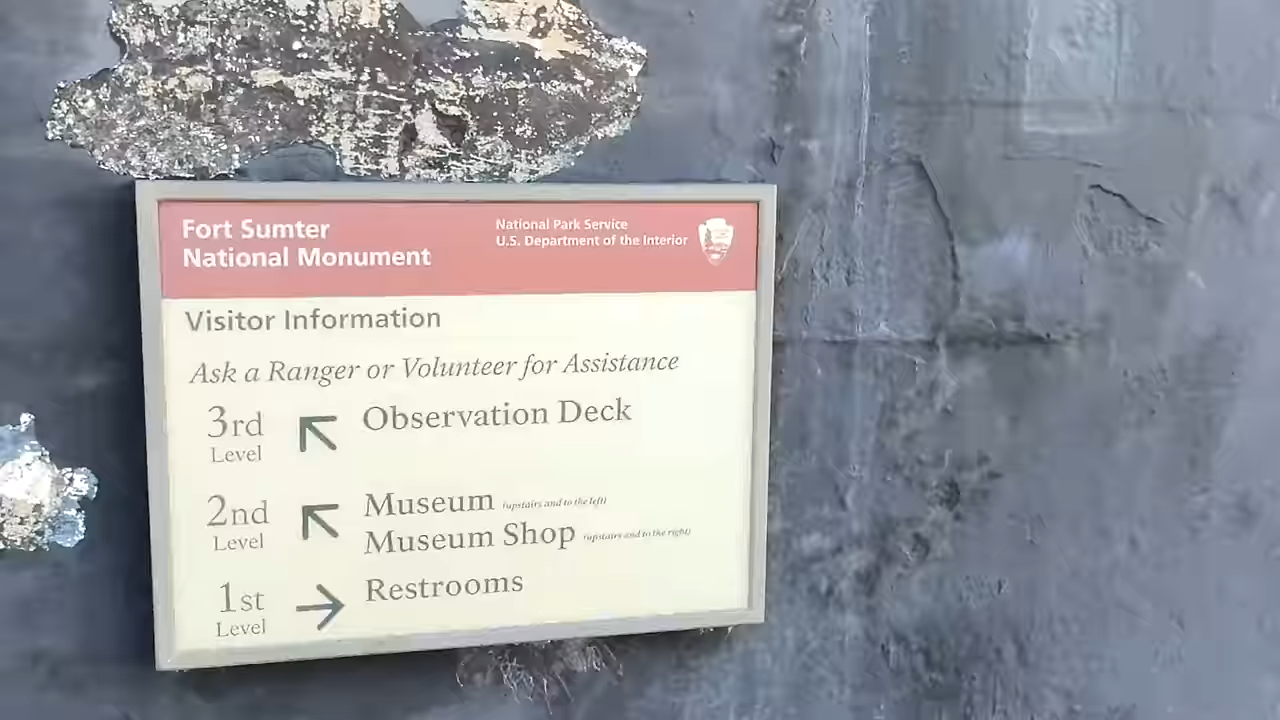 Fort Sumter
National Monument
National Park Service
U.S. Department of the Interior
Visitor Information
Ask a Ranger or Volunteer for Assistance
3rd Level Observation Deck
2nd Level Museum (upstairs and to the left)
Museum Shop (upstairs and to the right)
1st Level Restrooms